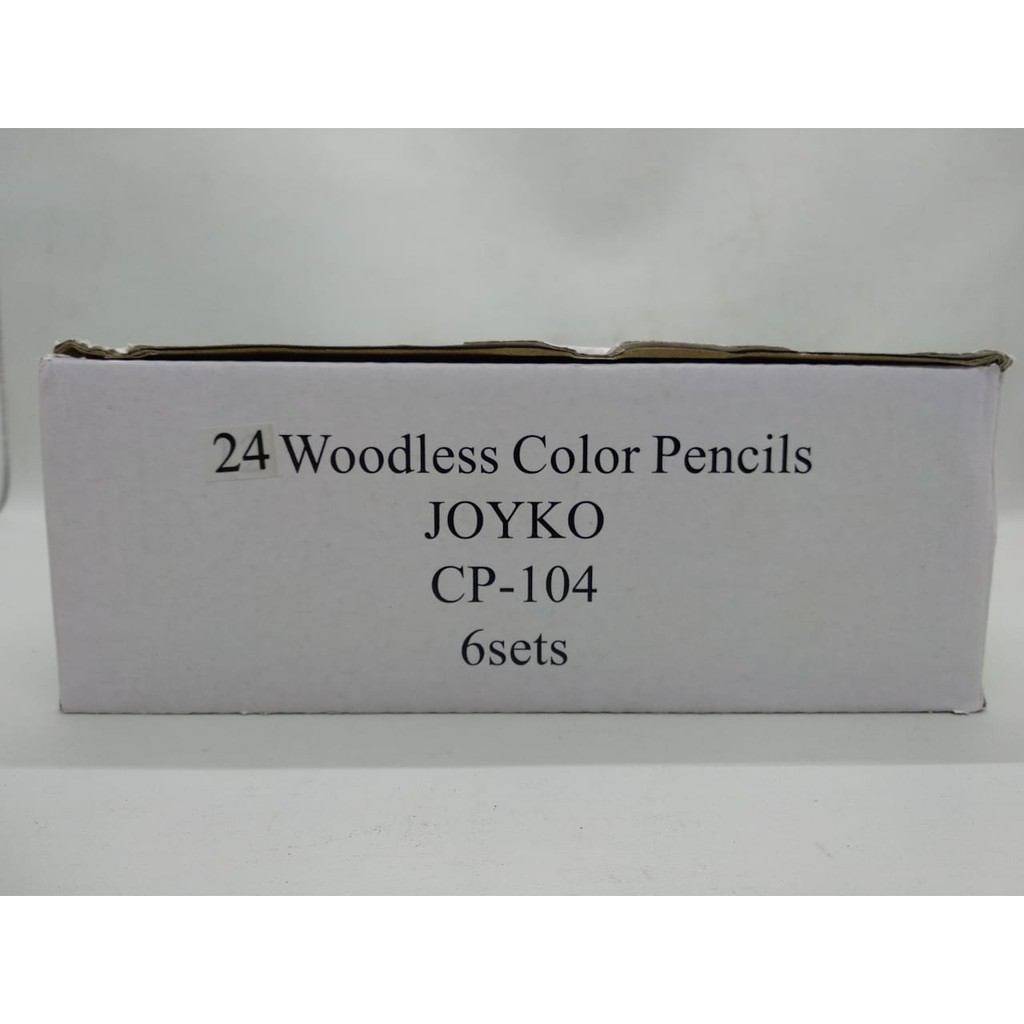 24 Woodless Color Pencils
JOYKO
CP-104
6sets